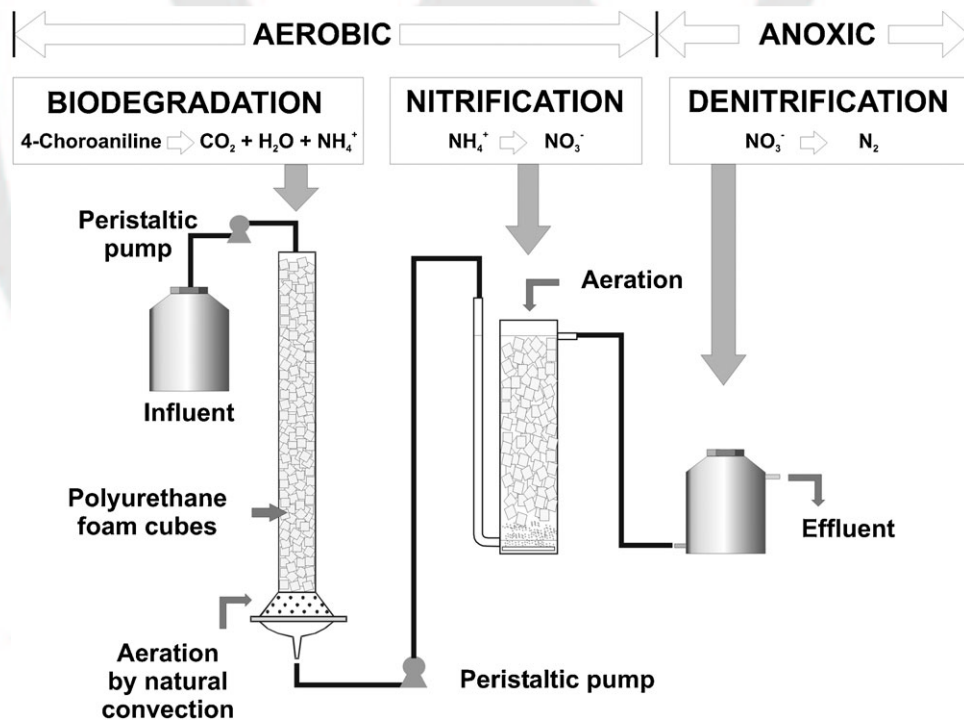 AEROBIC
ANOXIC
BIODEGRADATION
4-Choroaniline ⇨ CO₂ + H₂O + NH₄⁺
NITRIFICATION
NH₄⁺ ⇨ NO₃⁻
DENITRIFICATION
NO₃⁻ ⇨ N₂
Peristaltic
pump
Influent
Aeration
Polyurethane
foam cubes
Effluent
Aeration
by natural
convection
Peristaltic pump